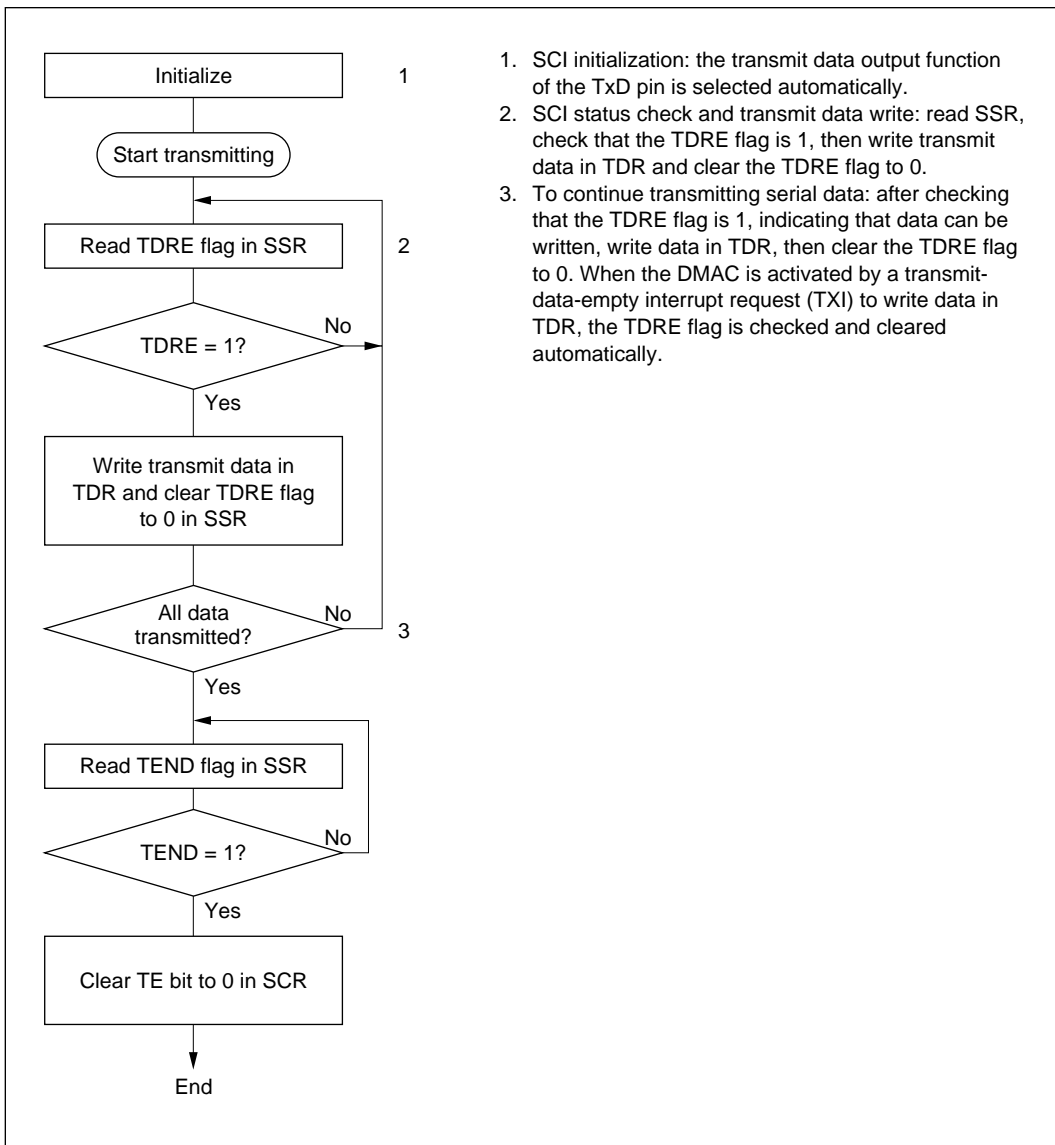 Initialize
1
Start transmitting
Read TDRE flag in SSR
2
No
TDRE = 1?
Yes
Write transmit data in
TDR and clear TDRE flag
to 0 in SSR
All data
transmitted?
No
3
Yes
Read TEND flag in SSR
No
TEND = 1?
Yes
Clear TE bit to 0 in SCR
End
1. SCI initialization: the transmit data output function
of the TxD pin is selected automatically.
2. SCI status check and transmit data write: read SSR,
check that the TDRE flag is 1, then write transmit
data in TDR and clear the TDRE flag to 0.
3. To continue transmitting serial data: after checking
that the TDRE flag is 1, indicating that data can be
written, write data in TDR, then clear the TDRE flag
to 0. When the DMAC is activated by a transmit-
data-empty interrupt request (TXI) to write data in
TDR, the TDRE flag is checked and cleared
automatically.